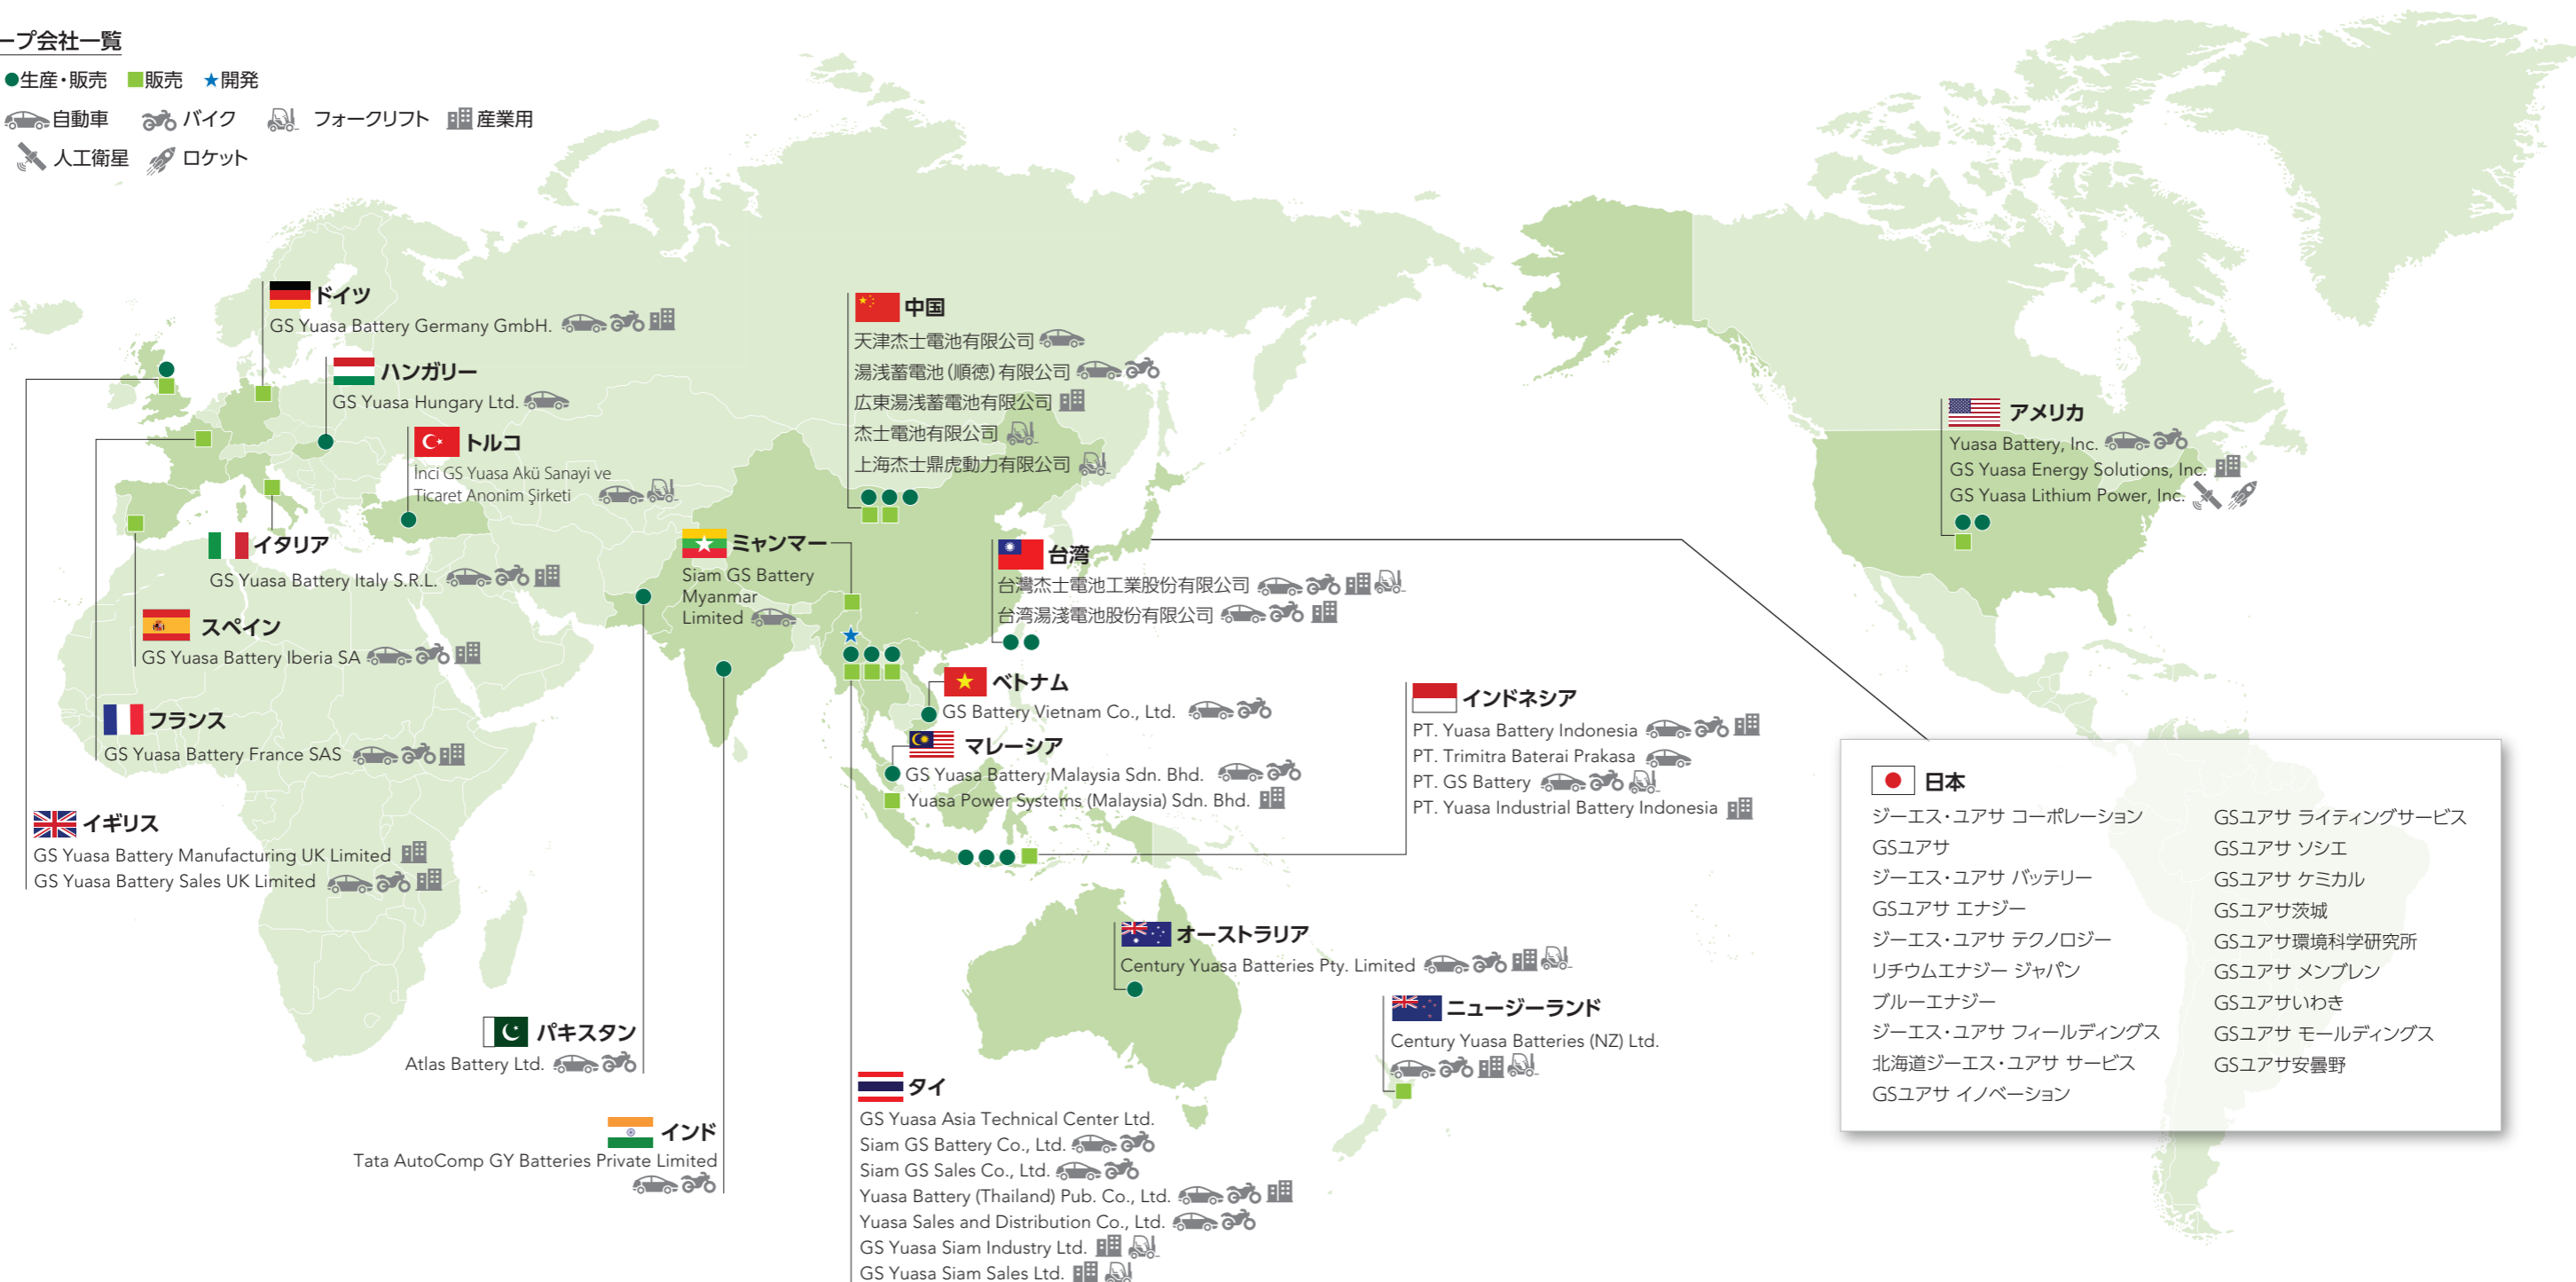 ープ会社一覧
●生産・販売 ■販売 ★開発
自動車 バイク フォークリフト 産業用
人工衛星 ロケット
ドイツ
GS Yuasa Battery Germany GmbH.
ハンガリー
GS Yuasa Hungary Ltd.
トルコ
İnci GS Yuasa Akü Sanayi ve
Ticaret Anonim Şirketi
イタリア
GS Yuasa Battery Italy S.R.L.
スペイン
GS Yuasa Battery Iberia SA
フランス
GS Yuasa Battery France SAS
イギリス
GS Yuasa Battery Manufacturing UK Limited
GS Yuasa Battery Sales UK Limited
パキスタン
Atlas Battery Ltd.
インド
Tata AutoComp GY Batteries Private Limited
中国
天津杰士電池有限公司
湯浅蓄電池(順徳)有限公司
広東湯浅蓄電池有限公司
杰士電池有限公司
上海杰士鼎虎動力有限公司
ミャンマー
Siam GS Battery
Myanmar
Limited
台湾
台灣杰士電池工業股份有限公司
台湾湯淺電池股份有限公司
ベトナム
GS Battery Vietnam Co., Ltd.
マレーシア
GS Yuasa Battery Malaysia Sdn. Bhd.
Yuasa Power Systems (Malaysia) Sdn. Bhd.
インドネシア
PT. Yuasa Battery Indonesia
PT. Trimitra Baterai Prakasa
PT. GS Battery
PT. Yuasa Industrial Battery Indonesia
オーストラリア
Century Yuasa Batteries Pty. Limited
ニュージーランド
Century Yuasa Batteries (NZ) Ltd.
タイ
GS Yuasa Asia Technical Center Ltd.
Siam GS Battery Co., Ltd.
Siam GS Sales Co., Ltd.
Yuasa Battery (Thailand) Pub. Co., Ltd.
Yuasa Sales and Distribution Co., Ltd.
GS Yuasa Siam Industry Ltd.
GS Yuasa Siam Sales Ltd.
アメリカ
Yuasa Battery, Inc.
GS Yuasa Energy Solutions, Inc.
GS Yuasa Lithium Power, Inc.
日本
ジーエス・ユアサ コーポレーション
GSユアサ
ジーエス・ユアサ バッテリー
GSユアサ エナジー
ジーエス・ユアサ テクノロジー
リチウムエナジー ジャパン
ブルーエナジー
ジーエス・ユアサ フィールディングス
北海道ジーエス・ユアサ サービス
GSユアサ イノベーション
GSユアサ ライティングサービス
GSユアサ ソシエ
GSユアサ ケミカル
GSユアサ茨城
GSユアサ環境科学研究所
GSユアサ メンブレン
GSユアサいわき
GSユアサ モールディングス
GSユアサ安曇野